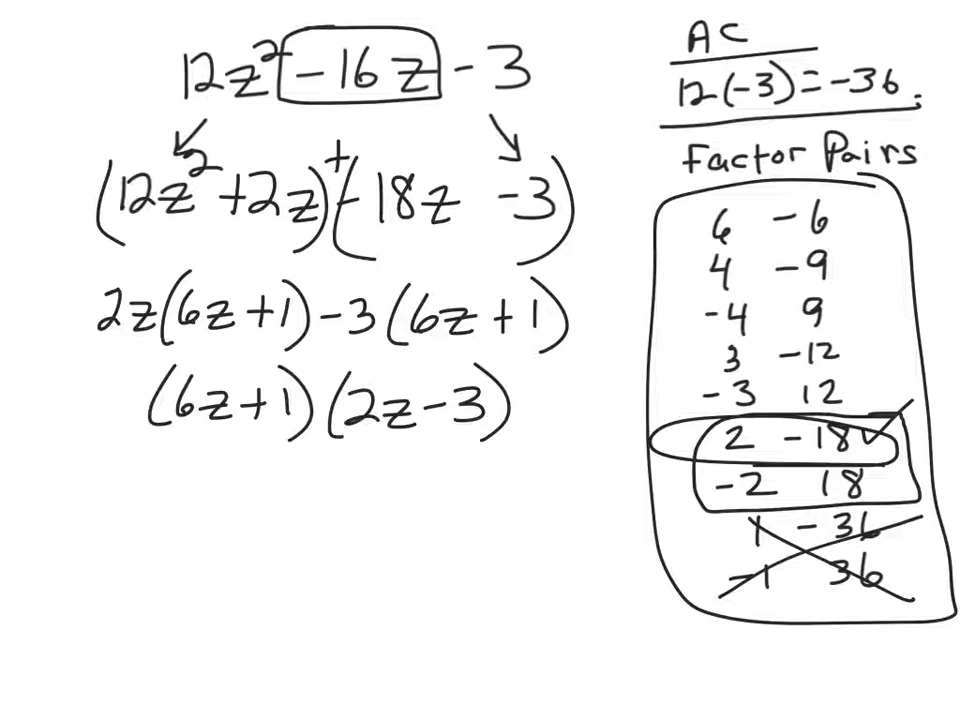 12z² - 16z - 3
(12z² + 2z) + (-18z - 3)
2z(6z + 1) - 3(6z + 1)
(6z + 1)(2z - 3)
AC
12(-3) = -36.
Factor Pairs
6 -6
4 -9
-4 9
3 -12
-3 12
2 -18 ✓
-2 18
1 -36
-1 36